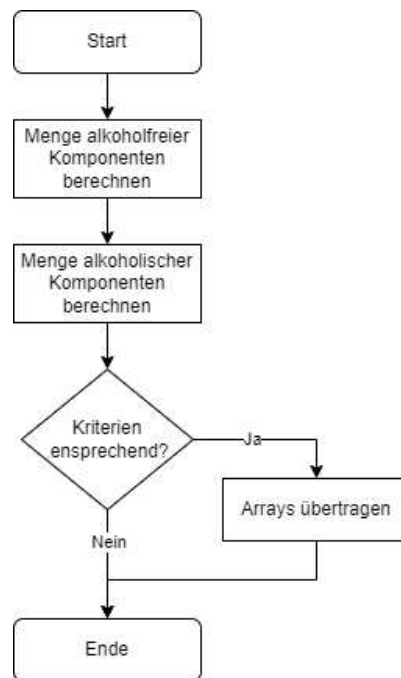 Start
Menge alkoholfreier
Komponenten
berechnen
Menge alkoholischer
Komponenten
berechnen
Kriterien
ensprechend?
Ja
Arrays übertragen
Nein
Ende